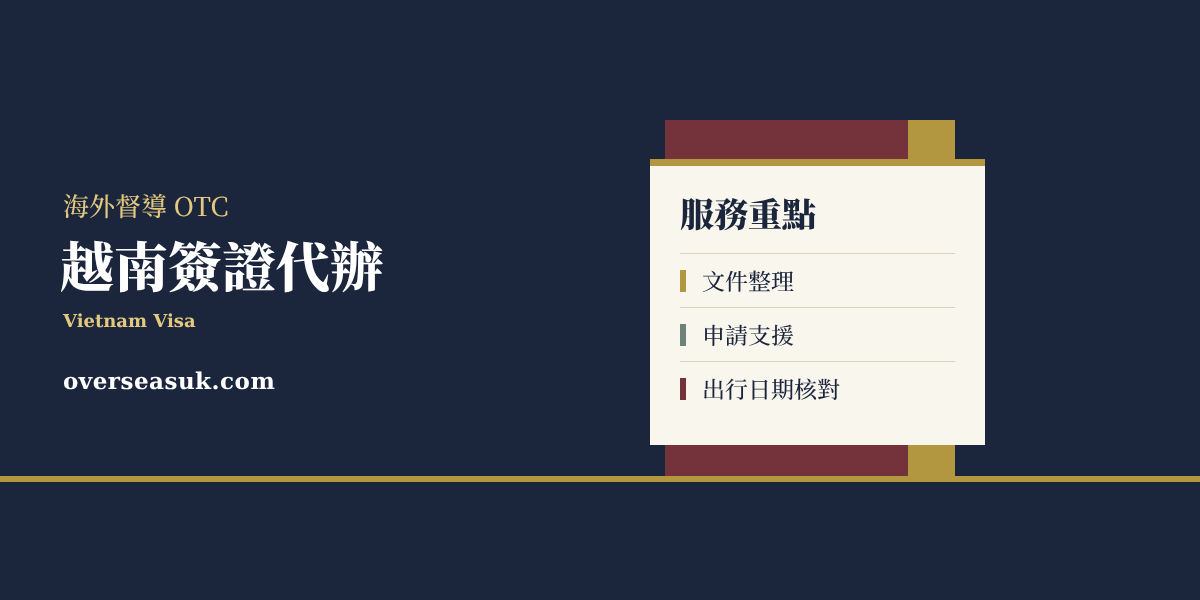 海外督導 OTC
越南簽證代辦
Vietnam Visa
overseasuk.com
服務重點
文件整理
申請支援
出行日期核對